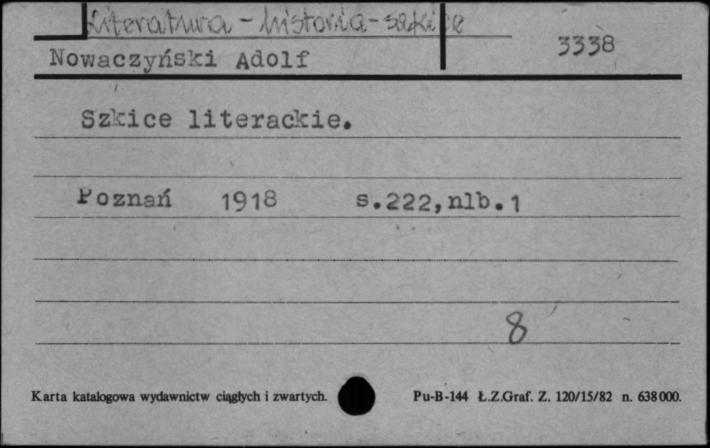 Literatura - historia - szkice
3338
Nowaczyński Adolf
Szkice literackie.
Poznań 1918 s.222,nlb.1
8
Karta katalogowa wydawnictw ciągłych i zwartych. Pu-B-144 Ł.Z.Graf. Z. 120/15/82 n. 638000.